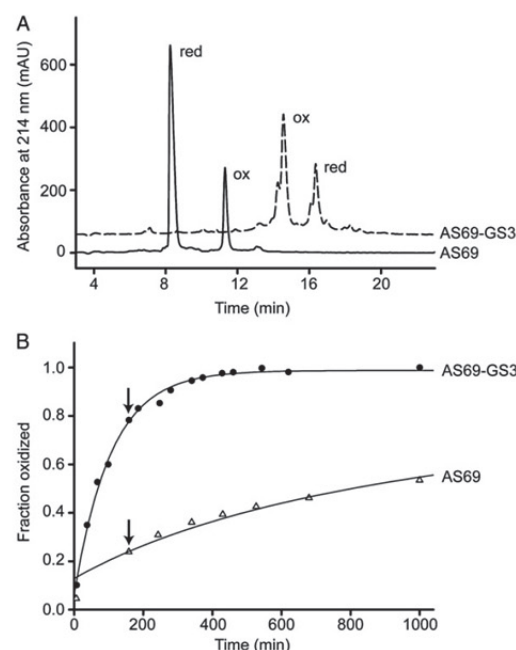 A
Absorbance at 214 nm (mAU)
600
400
200
0
red
ox
ox
red
AS69-GS3
AS69
4 8 12 16 20
Time (min)
B
Fraction oxidized
1.0
0.8
0.6
0.4
0.2
0.0
AS69-GS3
AS69
0 200 400 600 800 1000
Time (min)